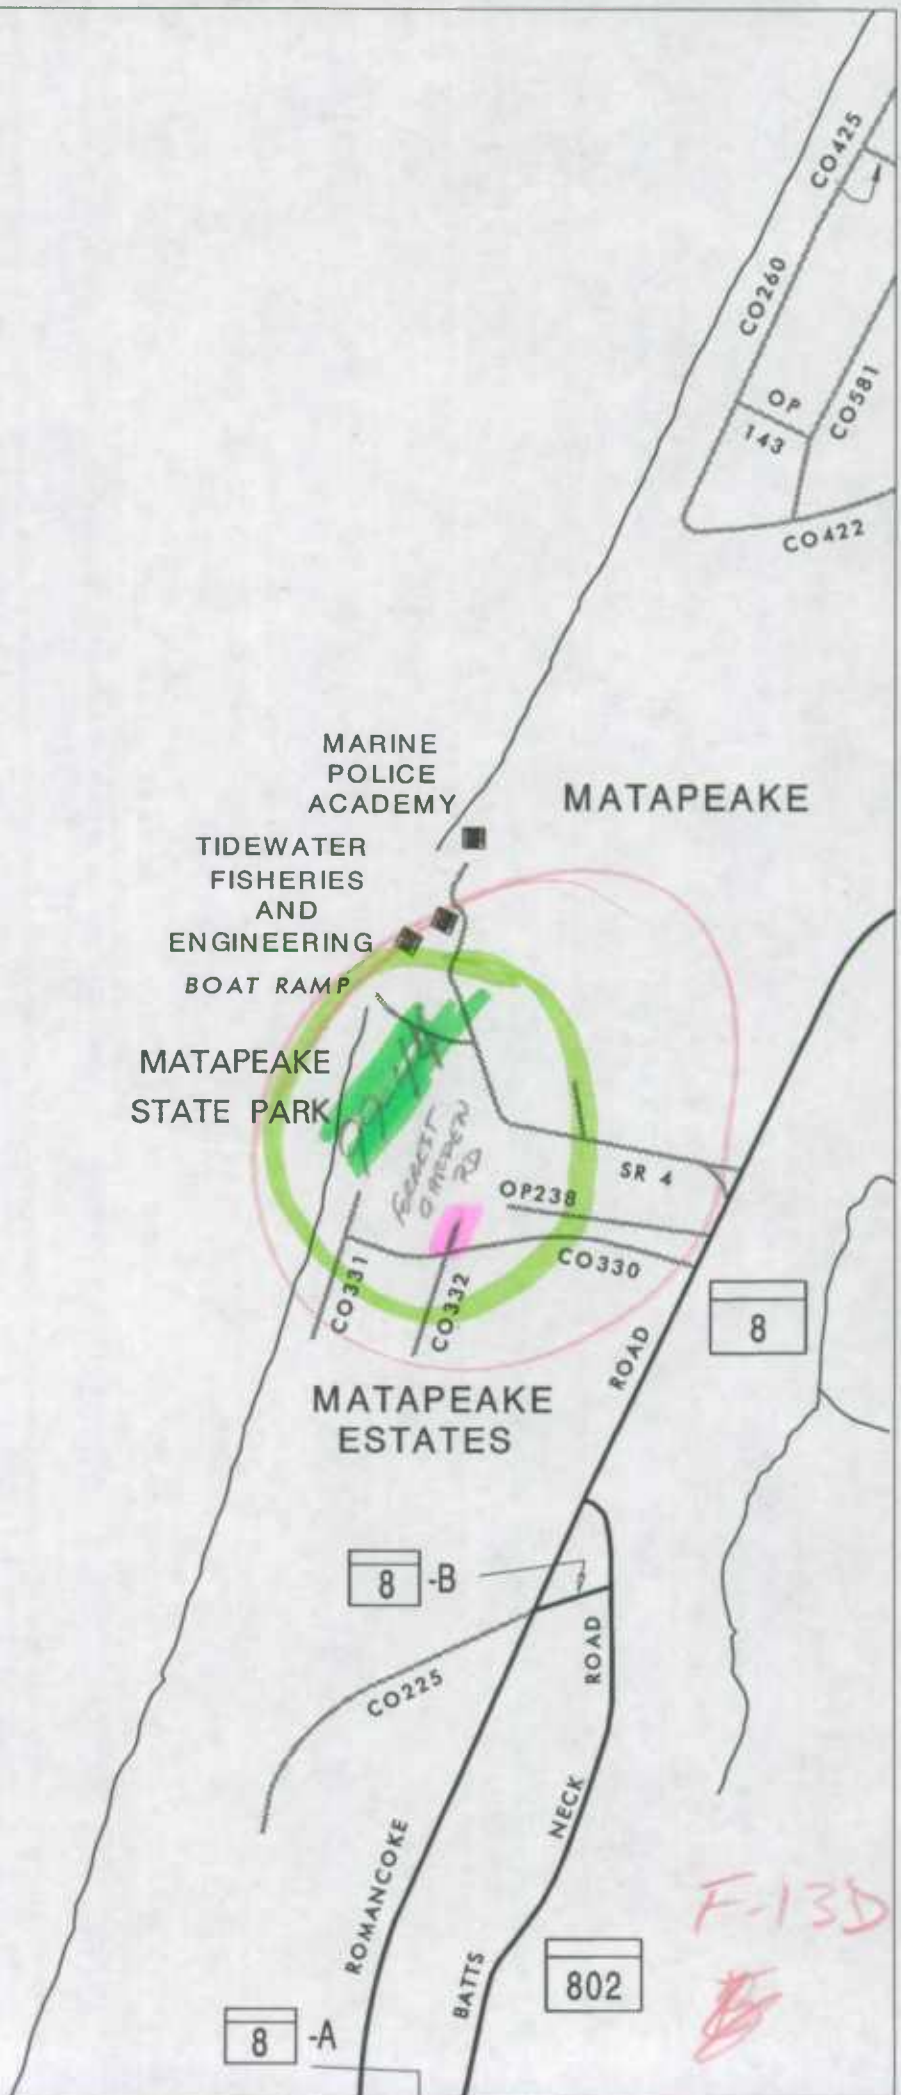 CO425
CO260
OP
143
CO581
CO422
MARINE
POLICE
ACADEMY
MATAPEAKE
TIDEWATER
FISHERIES
AND
ENGINEERING
BOAT RAMP
MATAPEAKE
STATE PARK
99-44
RD
SR 4
OP238
CO330
CO331
CO332
8
ROAD
MATAPEAKE
ESTATES
8 -B
ROAD
CO225
NECK
ROMANCOKE
F-13D
BATTS
802
8 -A